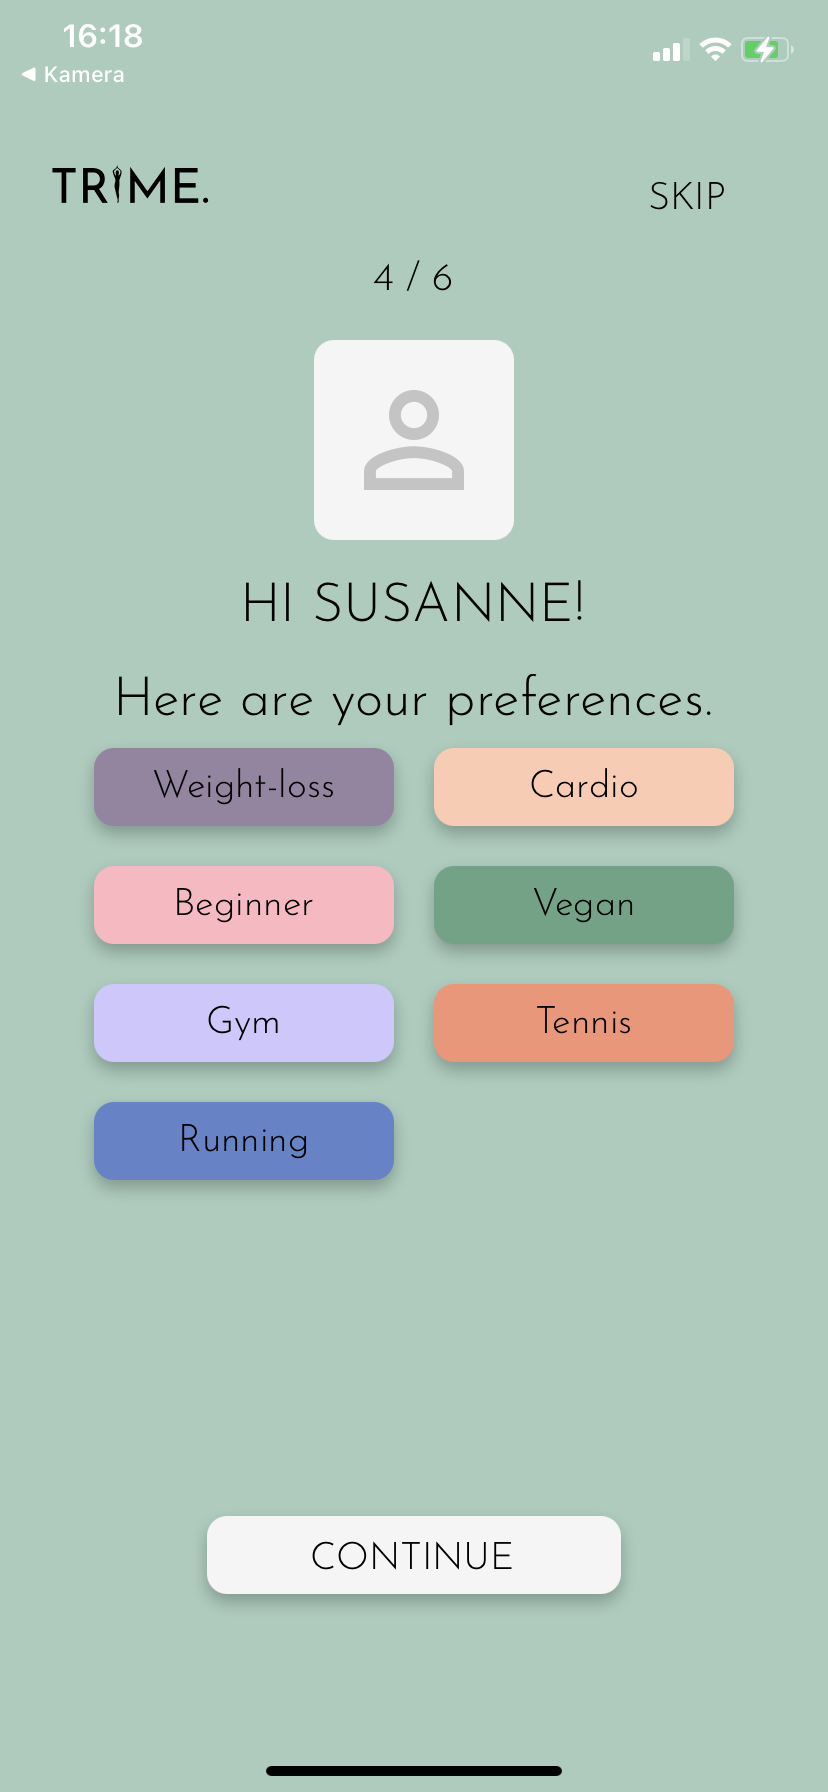 16:18
◀ Kamera
TRIME.
SKIP
4 / 6
HI SUSANNE!
Here are your preferences.
Weight-loss
Cardio
Beginner
Vegan
Gym
Tennis
Running
CONTINUE